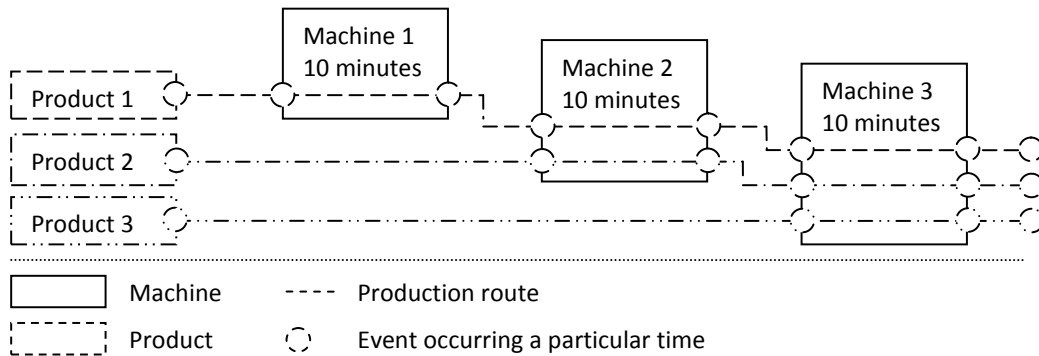 Machine 1
10 minutes
Machine 2
10 minutes
Machine 3
10 minutes
Product 1
Product 2
Product 3
Machine
Production route
Product
Event occurring a particular time